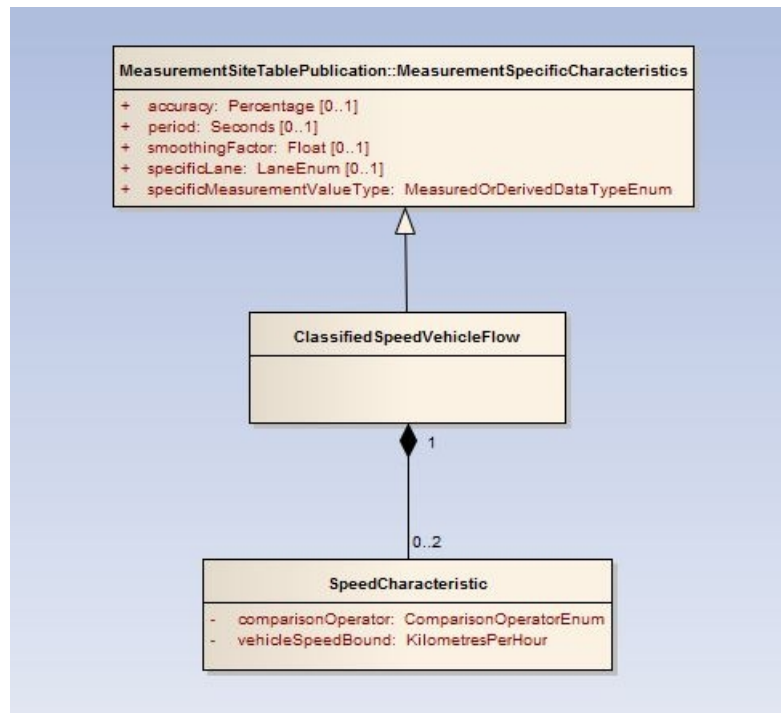 MeasurementSiteTablePublication::MeasurementSpecificCharacteristics
+ accuracy: Percentage [0..1]
+ period: Seconds [0..1]
+ smoothingFactor: Float [0..1]
+ specificLane: LaneEnum [0..1]
+ specificMeasurementValueType: MeasuredOrDerivedDataTypeEnum
ClassifiedSpeedVehicleFlow
1
0..2
SpeedCharacteristic
- comparisonOperator: ComparisonOperatorEnum
- vehicleSpeedBound: KilometresPerHour